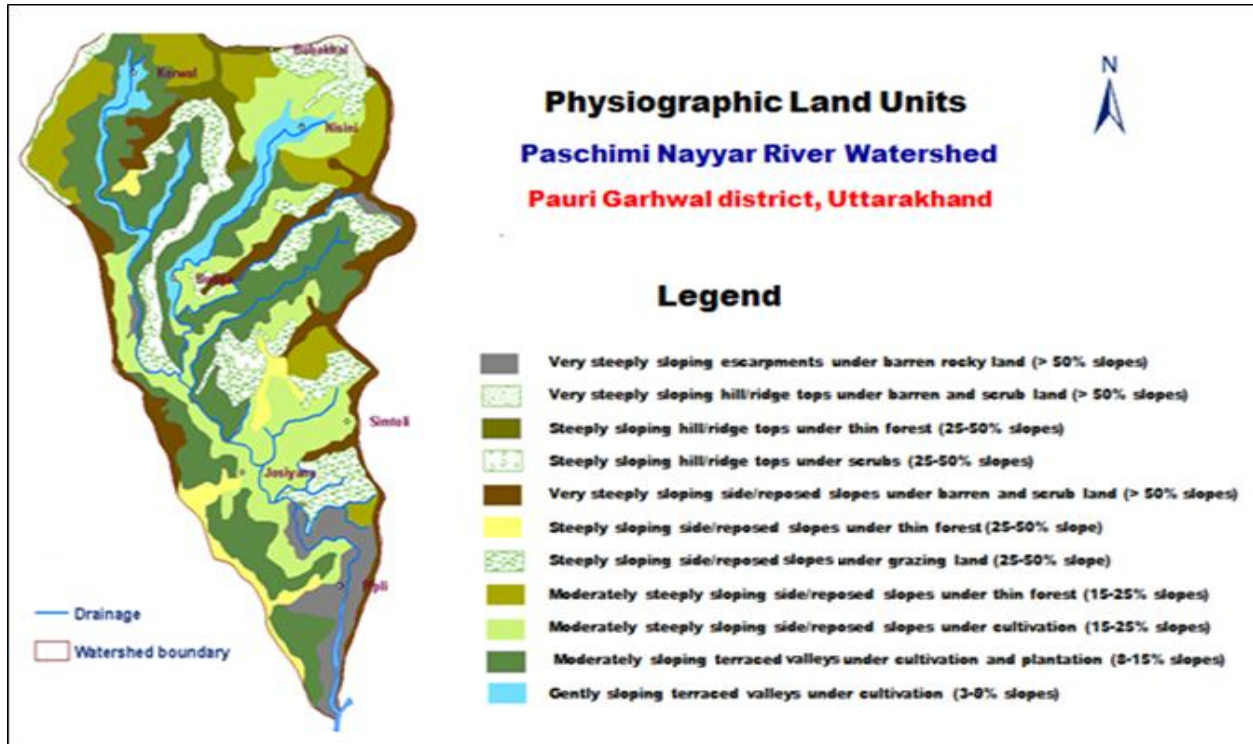 Physiographic Land Units
Paschimi Nayyar River Watershed
Pauri Garhwal district, Uttarakhand
N
Legend
Very steeply sloping escarpments under barren rocky land (> 50% slopes)
Very steeply sloping hill/ridge tops under barren and scrub land (> 50% slopes)
Steeply sloping hill/ridge tops under thin forest (25-50% slopes)
Steeply sloping hill/ridge tops under scrubs (25-50% slopes)
Very steeply sloping side/reposed slopes under barren and scrub land (> 50% slopes)
Steeply sloping side/reposed slopes under thin forest (25-50% slope)
Steeply sloping side/reposed slopes under grazing land (25-50% slope)
Moderately steeply sloping side/reposed slopes under thin forest (15-25% slopes)
Moderately steeply sloping side/reposed slopes under cultivation (15-25% slopes)
Moderately sloping terraced valleys under cultivation and plantation (8-15% slopes)
Gently sloping terraced valleys under cultivation (3-8% slopes)
Kerwal
Nisini
Simtoli
Drainage
Watershed boundary